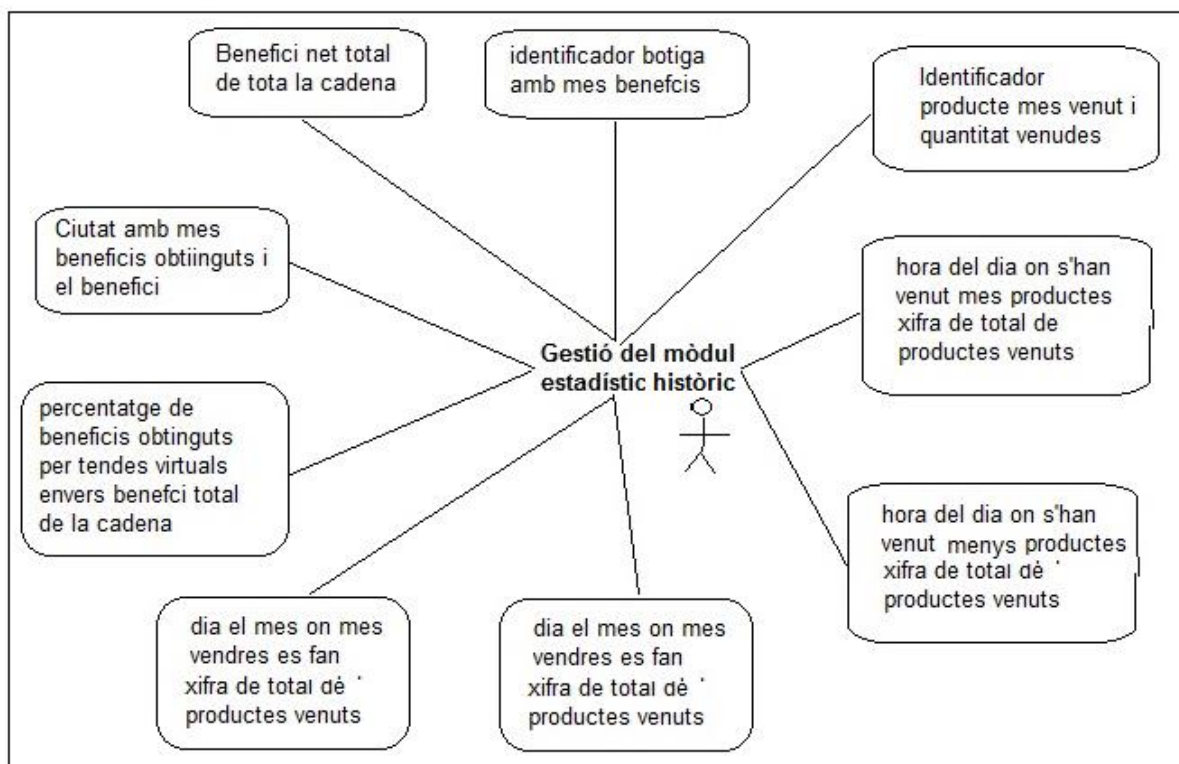 Benefici net total
de tota la cadena
identificador botiga
amb mes benefcis
Identificador
producte mes venut i
quantitat venudes
Ciutat amb mes
beneficis obtiinguts i
el benefici
hora del dia on s'han
venut mes productes
xifra de total de
productes venuts
Gestió del mòdul
estadístic històric
percentatge de
beneficis obtinguts
per tendes virtuals
envers benefci total
de la cadena
hora del dia on s'han
venut menys productes
xifra de total de
productes venuts
dia el mes on mes
vendres es fan
xifra de total de
productes venuts
dia el mes on mes
vendres es fan
xifra de total de
productes venuts